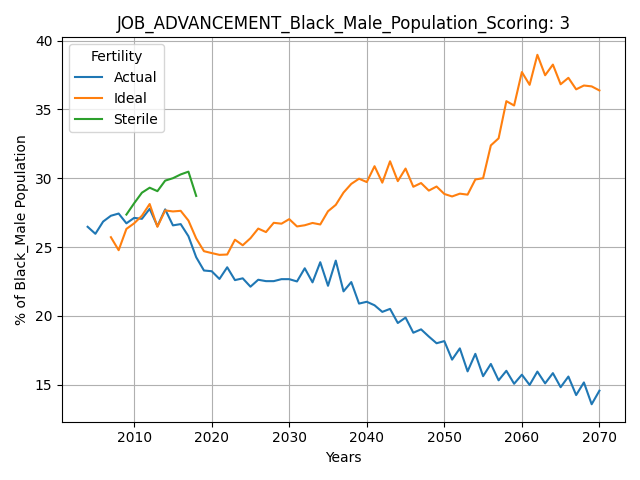 JOB_ADVANCEMENT_Black_Male_Population_Scoring: 3
Fertility
Actual
Ideal
Sterile
% of Black_Male Population
40
35
30
25
20
15
2010 2020 2030 2040 2050 2060 2070
Years